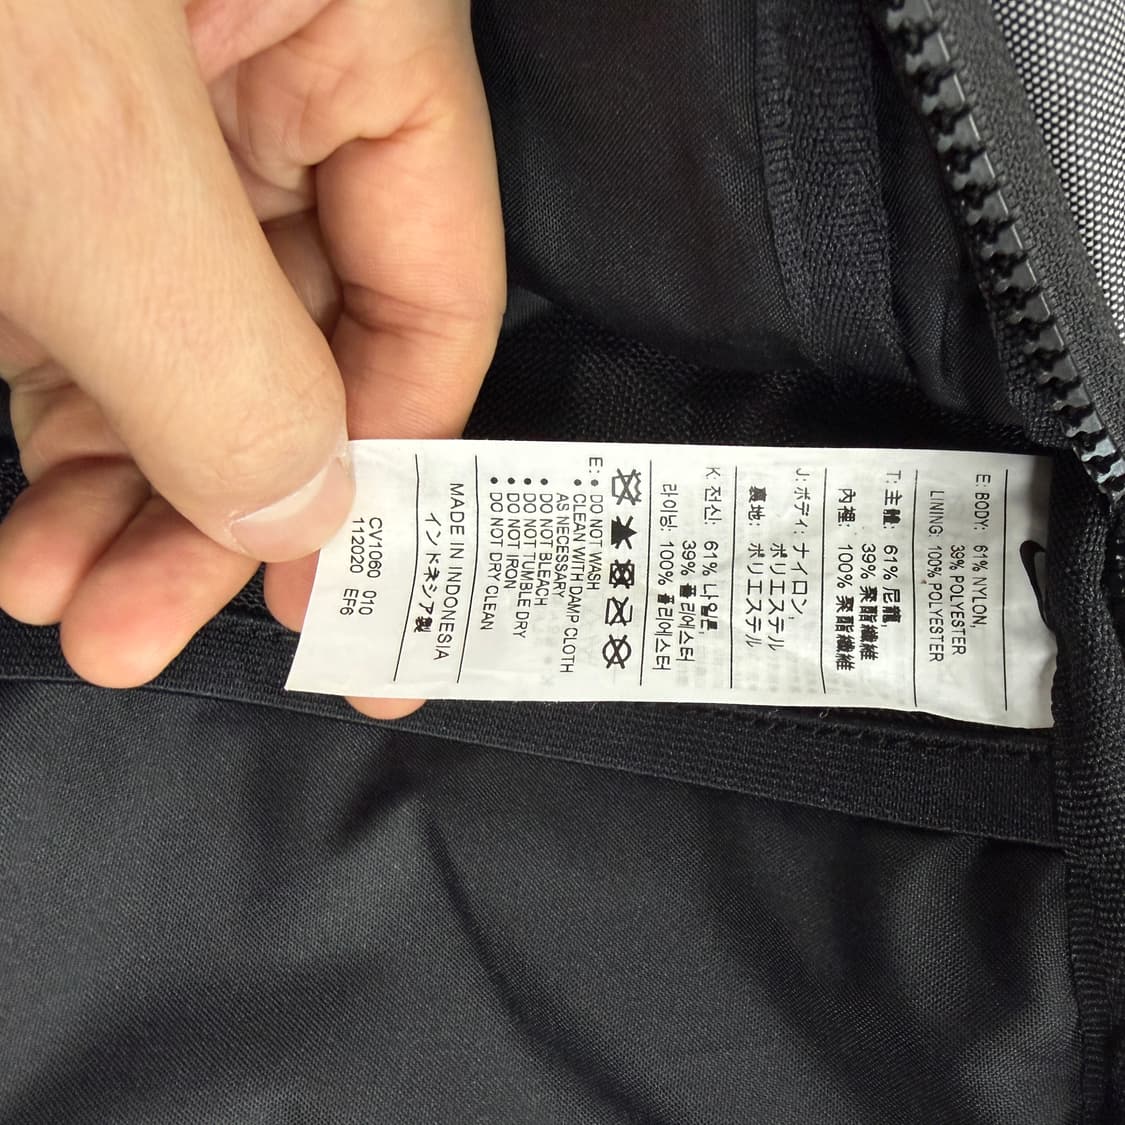 E: BODY: 61% NYLON,
39% POLYESTER
LINING: 100% POLYESTER
T: 主體: 61% 尼龍,
39% 聚酯纖維
內裡: 100% 聚酯纖維
J: ボディ: ナイロン,
ポリエステル
裏地: ポリエステル
K: 전신: 61% 나일론,
39% 폴리에스터
라이닝: 100% 폴리에스터
E: • DO NOT WASH
• CLEAN WITH DAMP CLOTH
AS NECESSARY
• DO NOT BLEACH
• DO NOT TUMBLE DRY
• DO NOT IRON
• DO NOT DRY CLEAN
MADE IN INDONESIA
インドネシア製
CV1060 010
112020 EF6